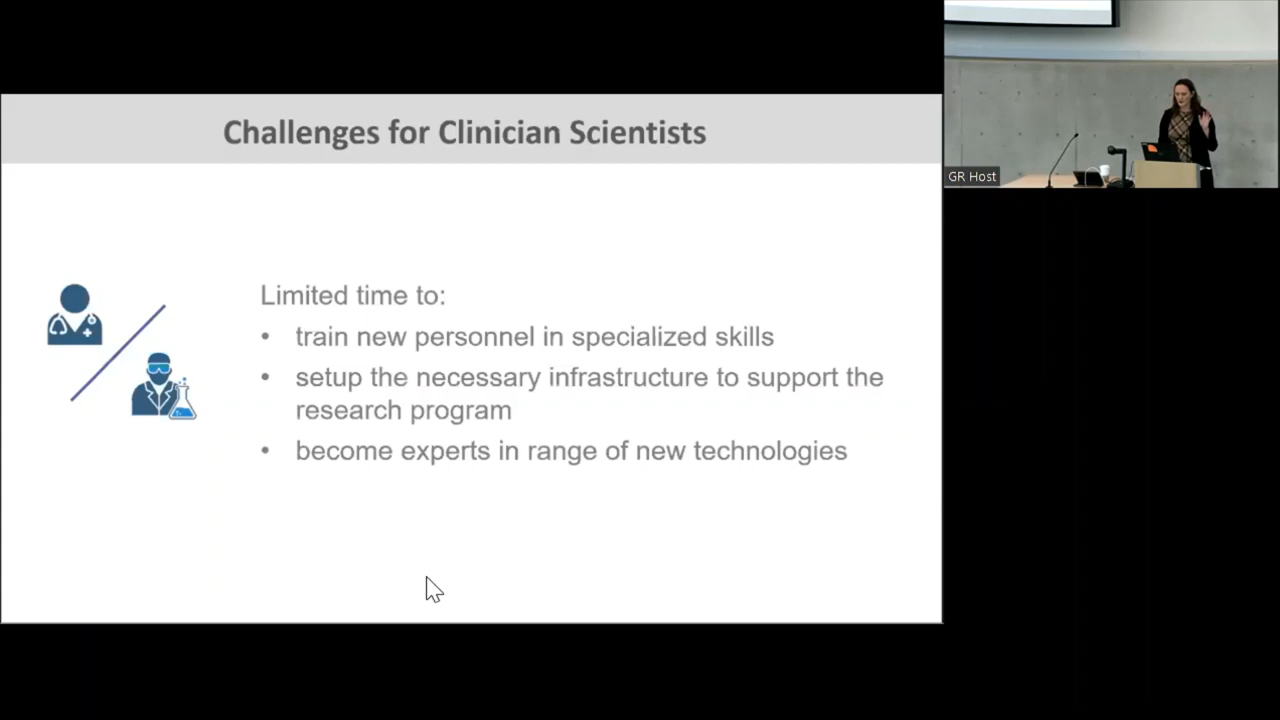 Challenges for Clinician Scientists
Limited time to:
• train new personnel in specialized skills
• setup the necessary infrastructure to support the
research program
• become experts in range of new technologies
GR Host